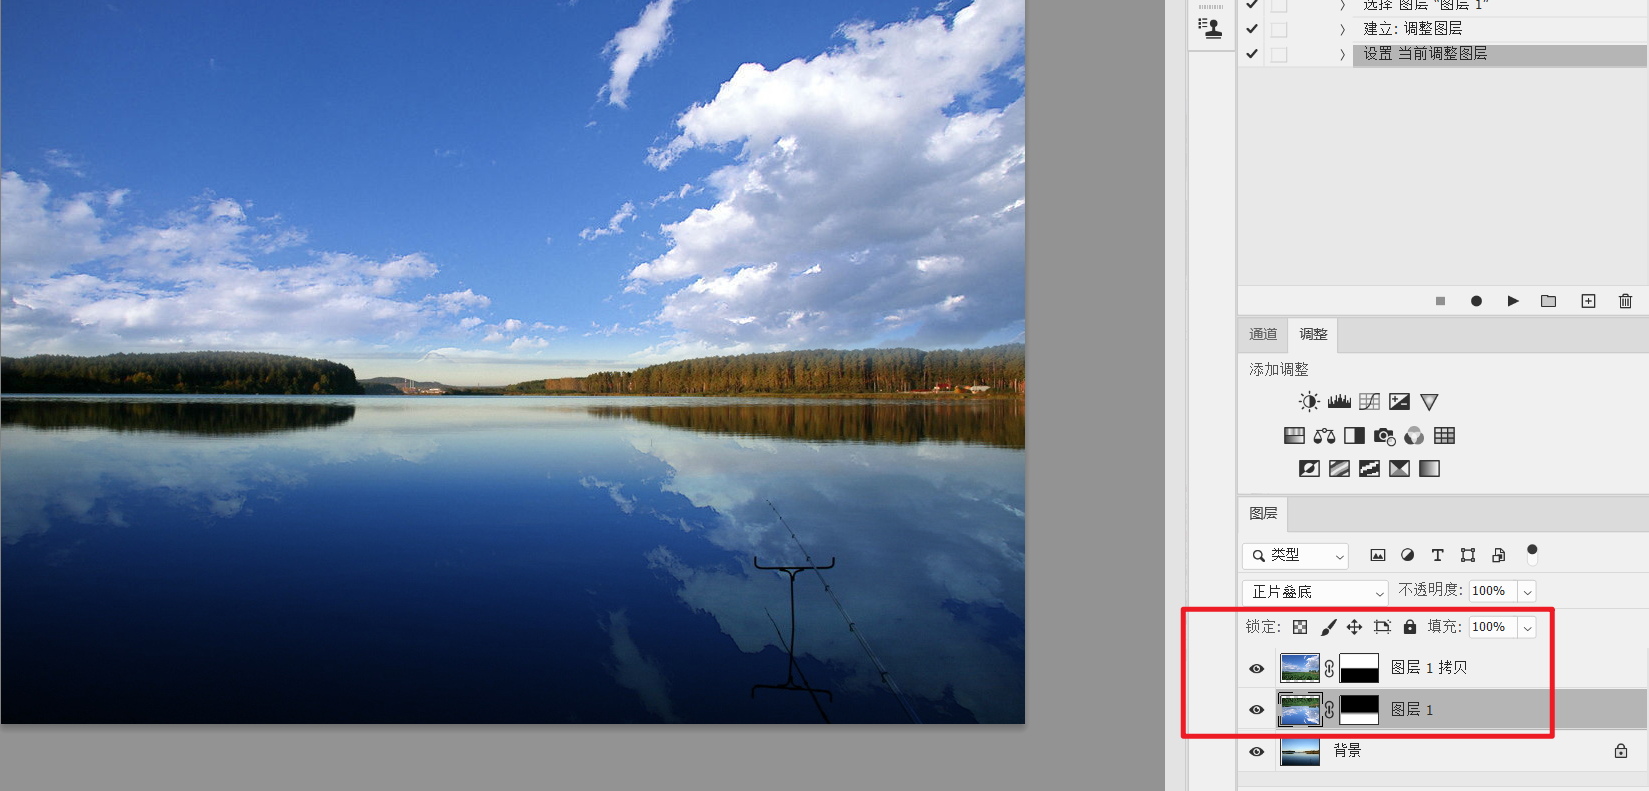 选择 图层 “图层 1”
建立: 调整图层
设置 当前调整图层
通道 调整
添加调整
图层
类型
正片叠底 不透明度: 100%
锁定: 填充: 100%
图层 1 拷贝
图层 1
背景